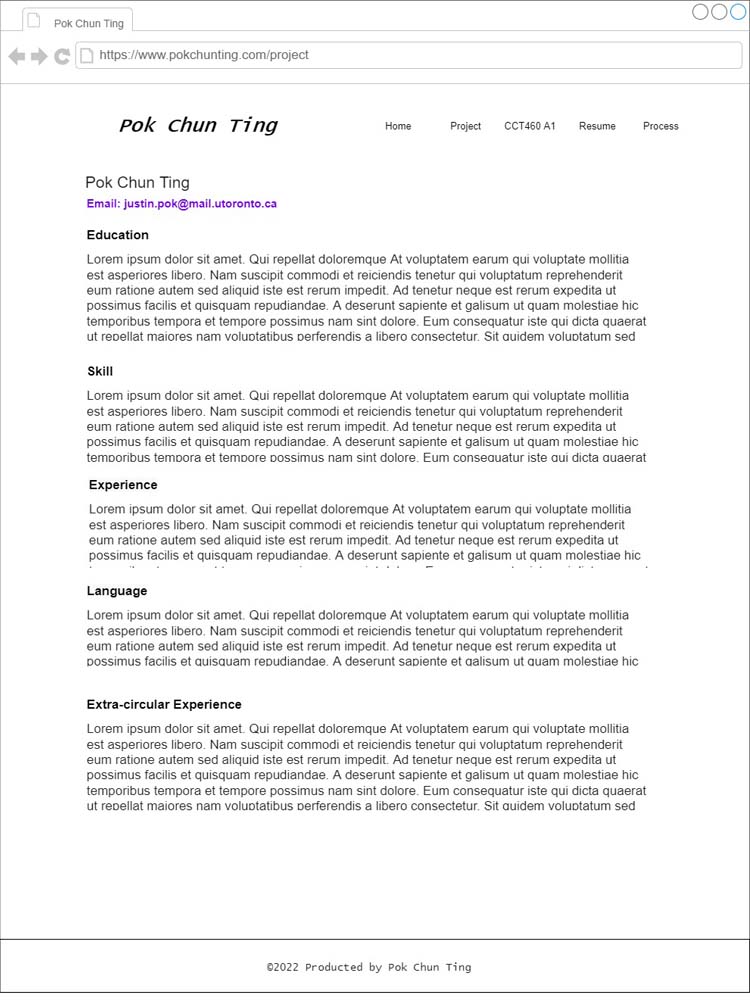 Pok Chun Ting
https://www.pokchunting.com/project
Pok Chun Ting
Home Project CCT460 A1 Resume Process
Pok Chun Ting
Email: justin.pok@mail.utoronto.ca
Education
Lorem ipsum dolor sit amet. Qui repellat doloremque At voluptatem earum qui voluptate mollitia
est asperiores libero. Nam suscipit commodi et reiciendis tenetur qui voluptatum reprehenderit
eum ratione autem sed aliquid iste est rerum impedit. Ad tenetur neque est rerum expedita ut
possimus facilis et quisquam repudiandae. A deserunt sapiente et galisum ut quam molestiae hic
temporibus tempora et tempore possimus nam sint dolore. Eum consequatur iste qui dicta quaerat
ut repellat maiores nam voluptatibus perferendis a libero consectetur. Sit quidem voluptatum sed
Skill
Lorem ipsum dolor sit amet. Qui repellat doloremque At voluptatem earum qui voluptate mollitia
est asperiores libero. Nam suscipit commodi et reiciendis tenetur qui voluptatum reprehenderit
eum ratione autem sed aliquid iste est rerum impedit. Ad tenetur neque est rerum expedita ut
possimus facilis et quisquam repudiandae. A deserunt sapiente et galisum ut quam molestiae hic
temporibus tempora et tempore possimus nam sint dolore. Eum consequatur iste qui dicta quaerat
Experience
Lorem ipsum dolor sit amet. Qui repellat doloremque At voluptatem earum qui voluptate mollitia
est asperiores libero. Nam suscipit commodi et reiciendis tenetur qui voluptatum reprehenderit
eum ratione autem sed aliquid iste est rerum impedit. Ad tenetur neque est rerum expedita ut
possimus facilis et quisquam repudiandae. A deserunt sapiente et galisum ut quam molestiae hic
Language
Lorem ipsum dolor sit amet. Qui repellat doloremque At voluptatem earum qui voluptate mollitia
est asperiores libero. Nam suscipit commodi et reiciendis tenetur qui voluptatum reprehenderit
eum ratione autem sed aliquid iste est rerum impedit. Ad tenetur neque est rerum expedita ut
possimus facilis et quisquam repudiandae. A deserunt sapiente et galisum ut quam molestiae hic
Extra-circular Experience
Lorem ipsum dolor sit amet. Qui repellat doloremque At voluptatem earum qui voluptate mollitia
est asperiores libero. Nam suscipit commodi et reiciendis tenetur qui voluptatum reprehenderit
eum ratione autem sed aliquid iste est rerum impedit. Ad tenetur neque est rerum expedita ut
possimus facilis et quisquam repudiandae. A deserunt sapiente et galisum ut quam molestiae hic
temporibus tempora et tempore possimus nam sint dolore. Eum consequatur iste qui dicta quaerat
ut repellat maiores nam voluptatibus perferendis a libero consectetur. Sit quidem voluptatum sed
©2022 Producted by Pok Chun Ting